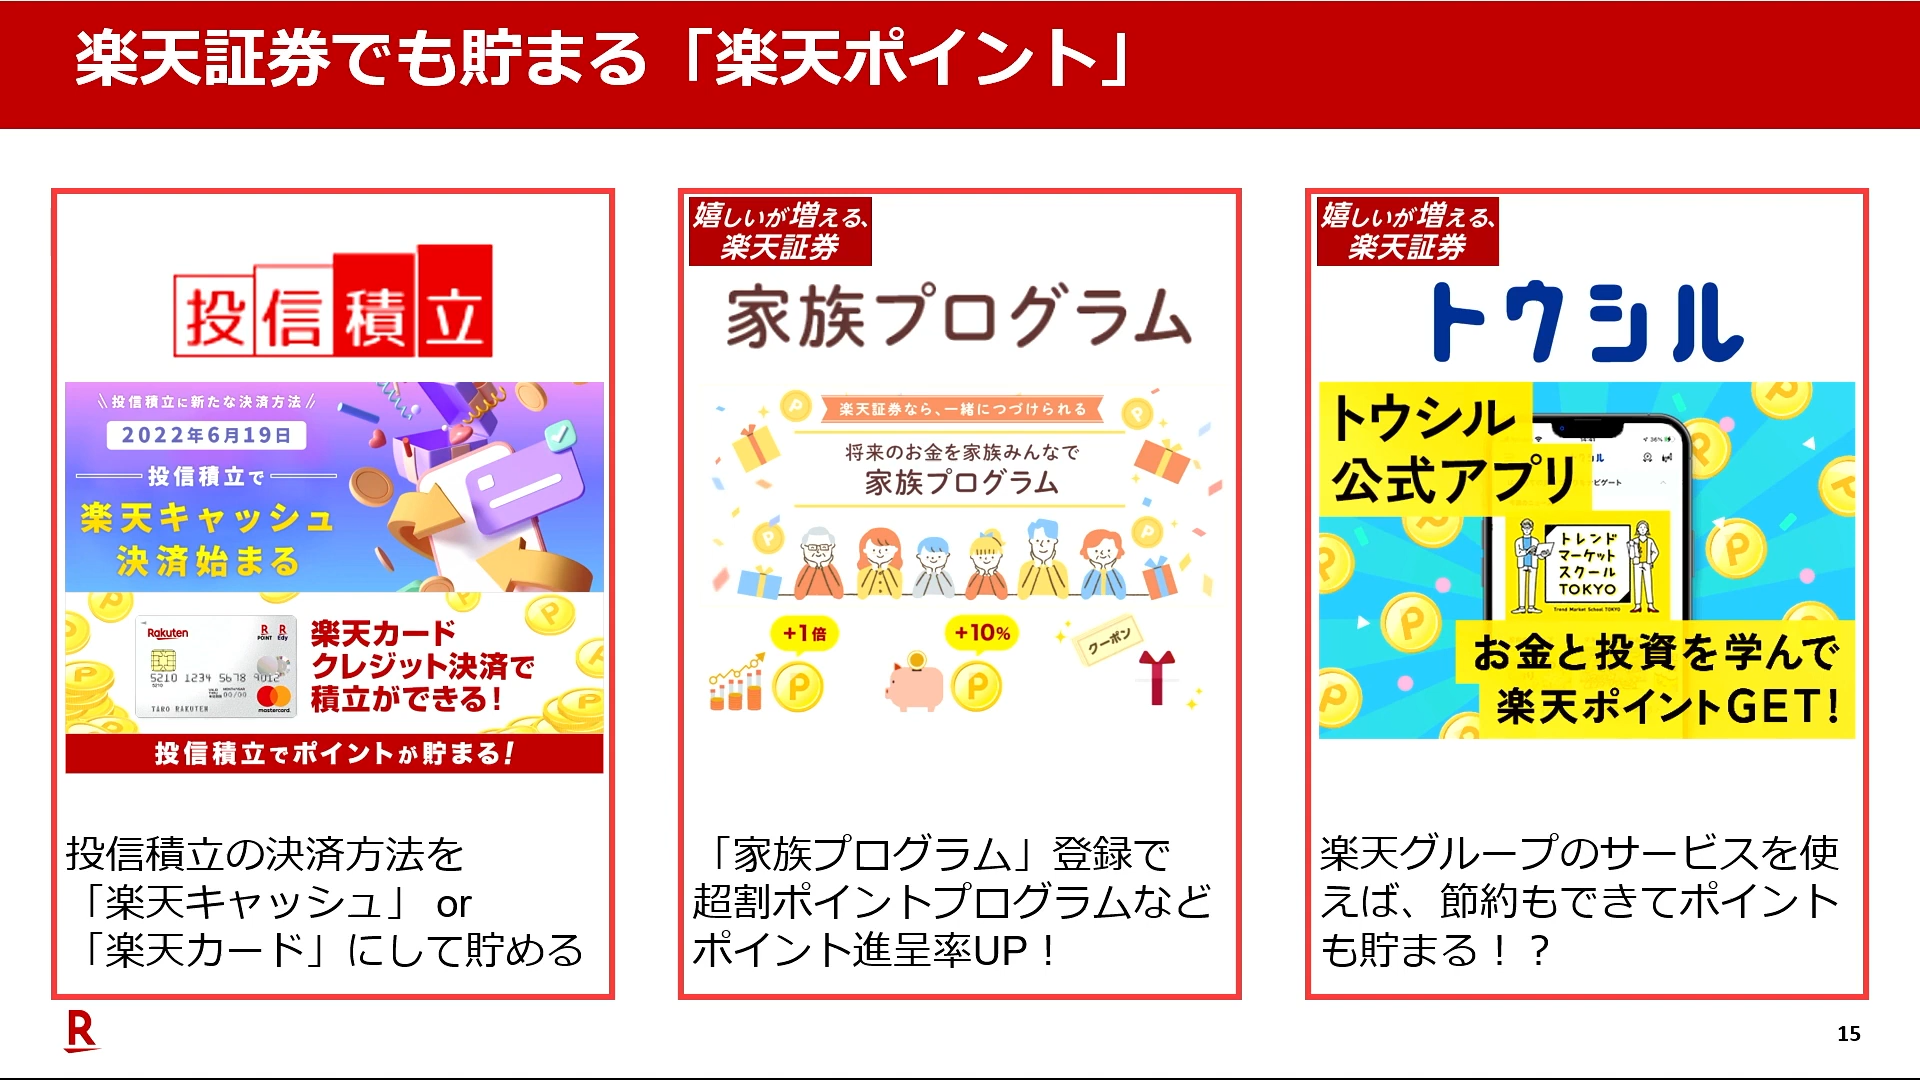 楽天証券でも貯まる「楽天ポイント」
投信積立
\\投信積立に新たな決済方法//
2022年6月19日
投信積立で
楽天キャッシュ
決済始まる
Rakuten
R POINT R Edy
5210 1234 5678 9012
5210
00/00
TARO RAKUTEN
mastercard.
楽天カード
クレジット決済で
積立ができる!
投信積立でポイントが貯まる!
投信積立の決済方法を
「楽天キャッシュ」 or
「楽天カード」にして貯める
嬉しいが増える、
楽天証券
家族プログラム
楽天証券なら、一緒につづけられる
将来のお金を家族みんなで
家族プログラム
+1倍
+10%
クーポン
「家族プログラム」登録で
超割ポイントプログラムなど
ポイント進呈率UP！
嬉しいが増える、
楽天証券
トウシル
トウシル
公式アプリ
36%
トレンド
マーケット
スクール
TOKYO
Trend Market School TOKYO
お金と投資を学んで
楽天ポイントGET!
楽天グループのサービスを使
えば、節約もできてポイント
も貯まる！？
R
15